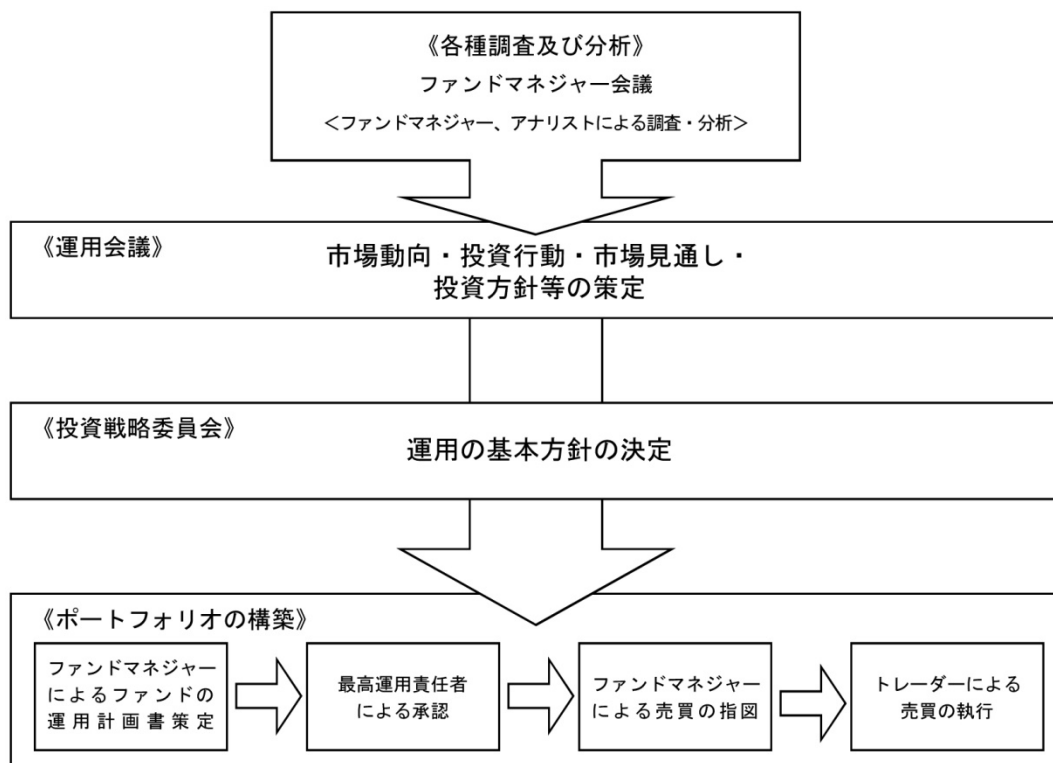 《各種調査及び分析》
ファンドマネジャー会議
＜ファンドマネジャー、アナリストによる調査・分析＞
《運用会議》
市場動向・投資行動・市場見通し・
投資方針等の策定
《投資戦略委員会》
運用の基本方針の決定
《ポートフォリオの構築》
ファンドマネジャー
によるファンドの
運用計画書策定
最高運用責任者
による承認
ファンドマネジャー
による売買の指図
トレーダーによる
売買の執行